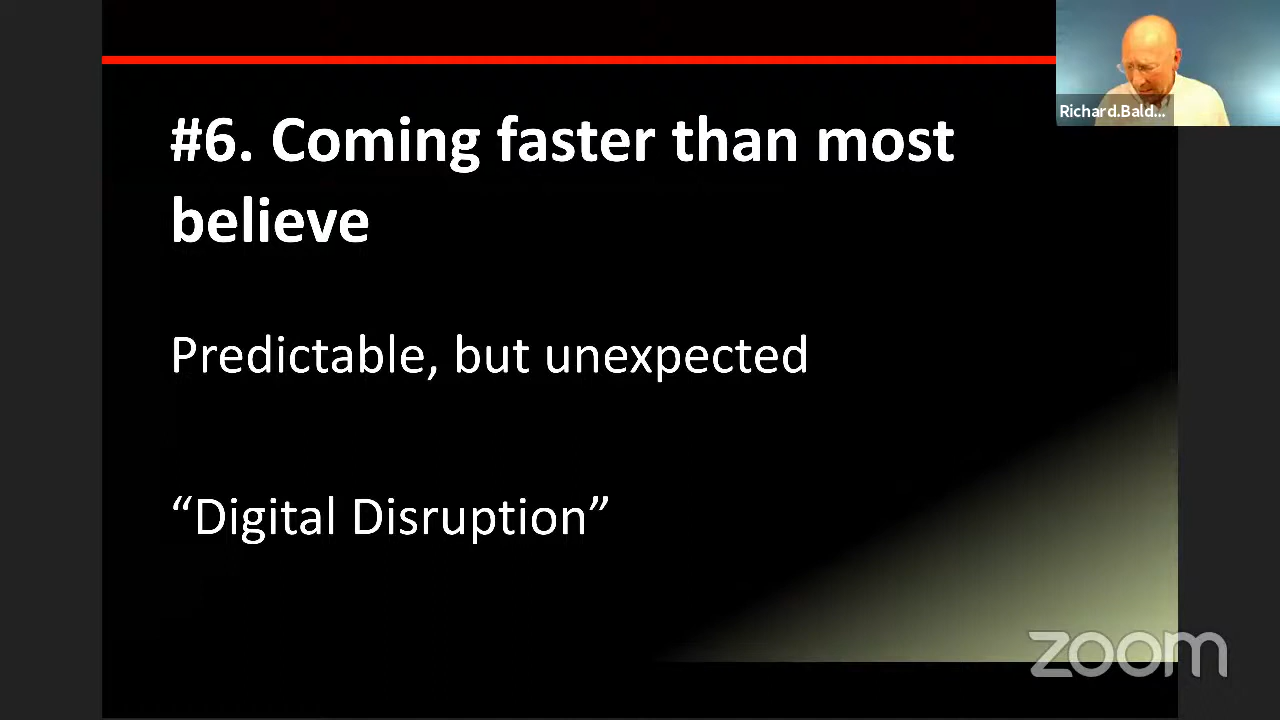 #6. Coming faster than most
believe
Predictable, but unexpected
“Digital Disruption”
Richard.Bald...
zoom